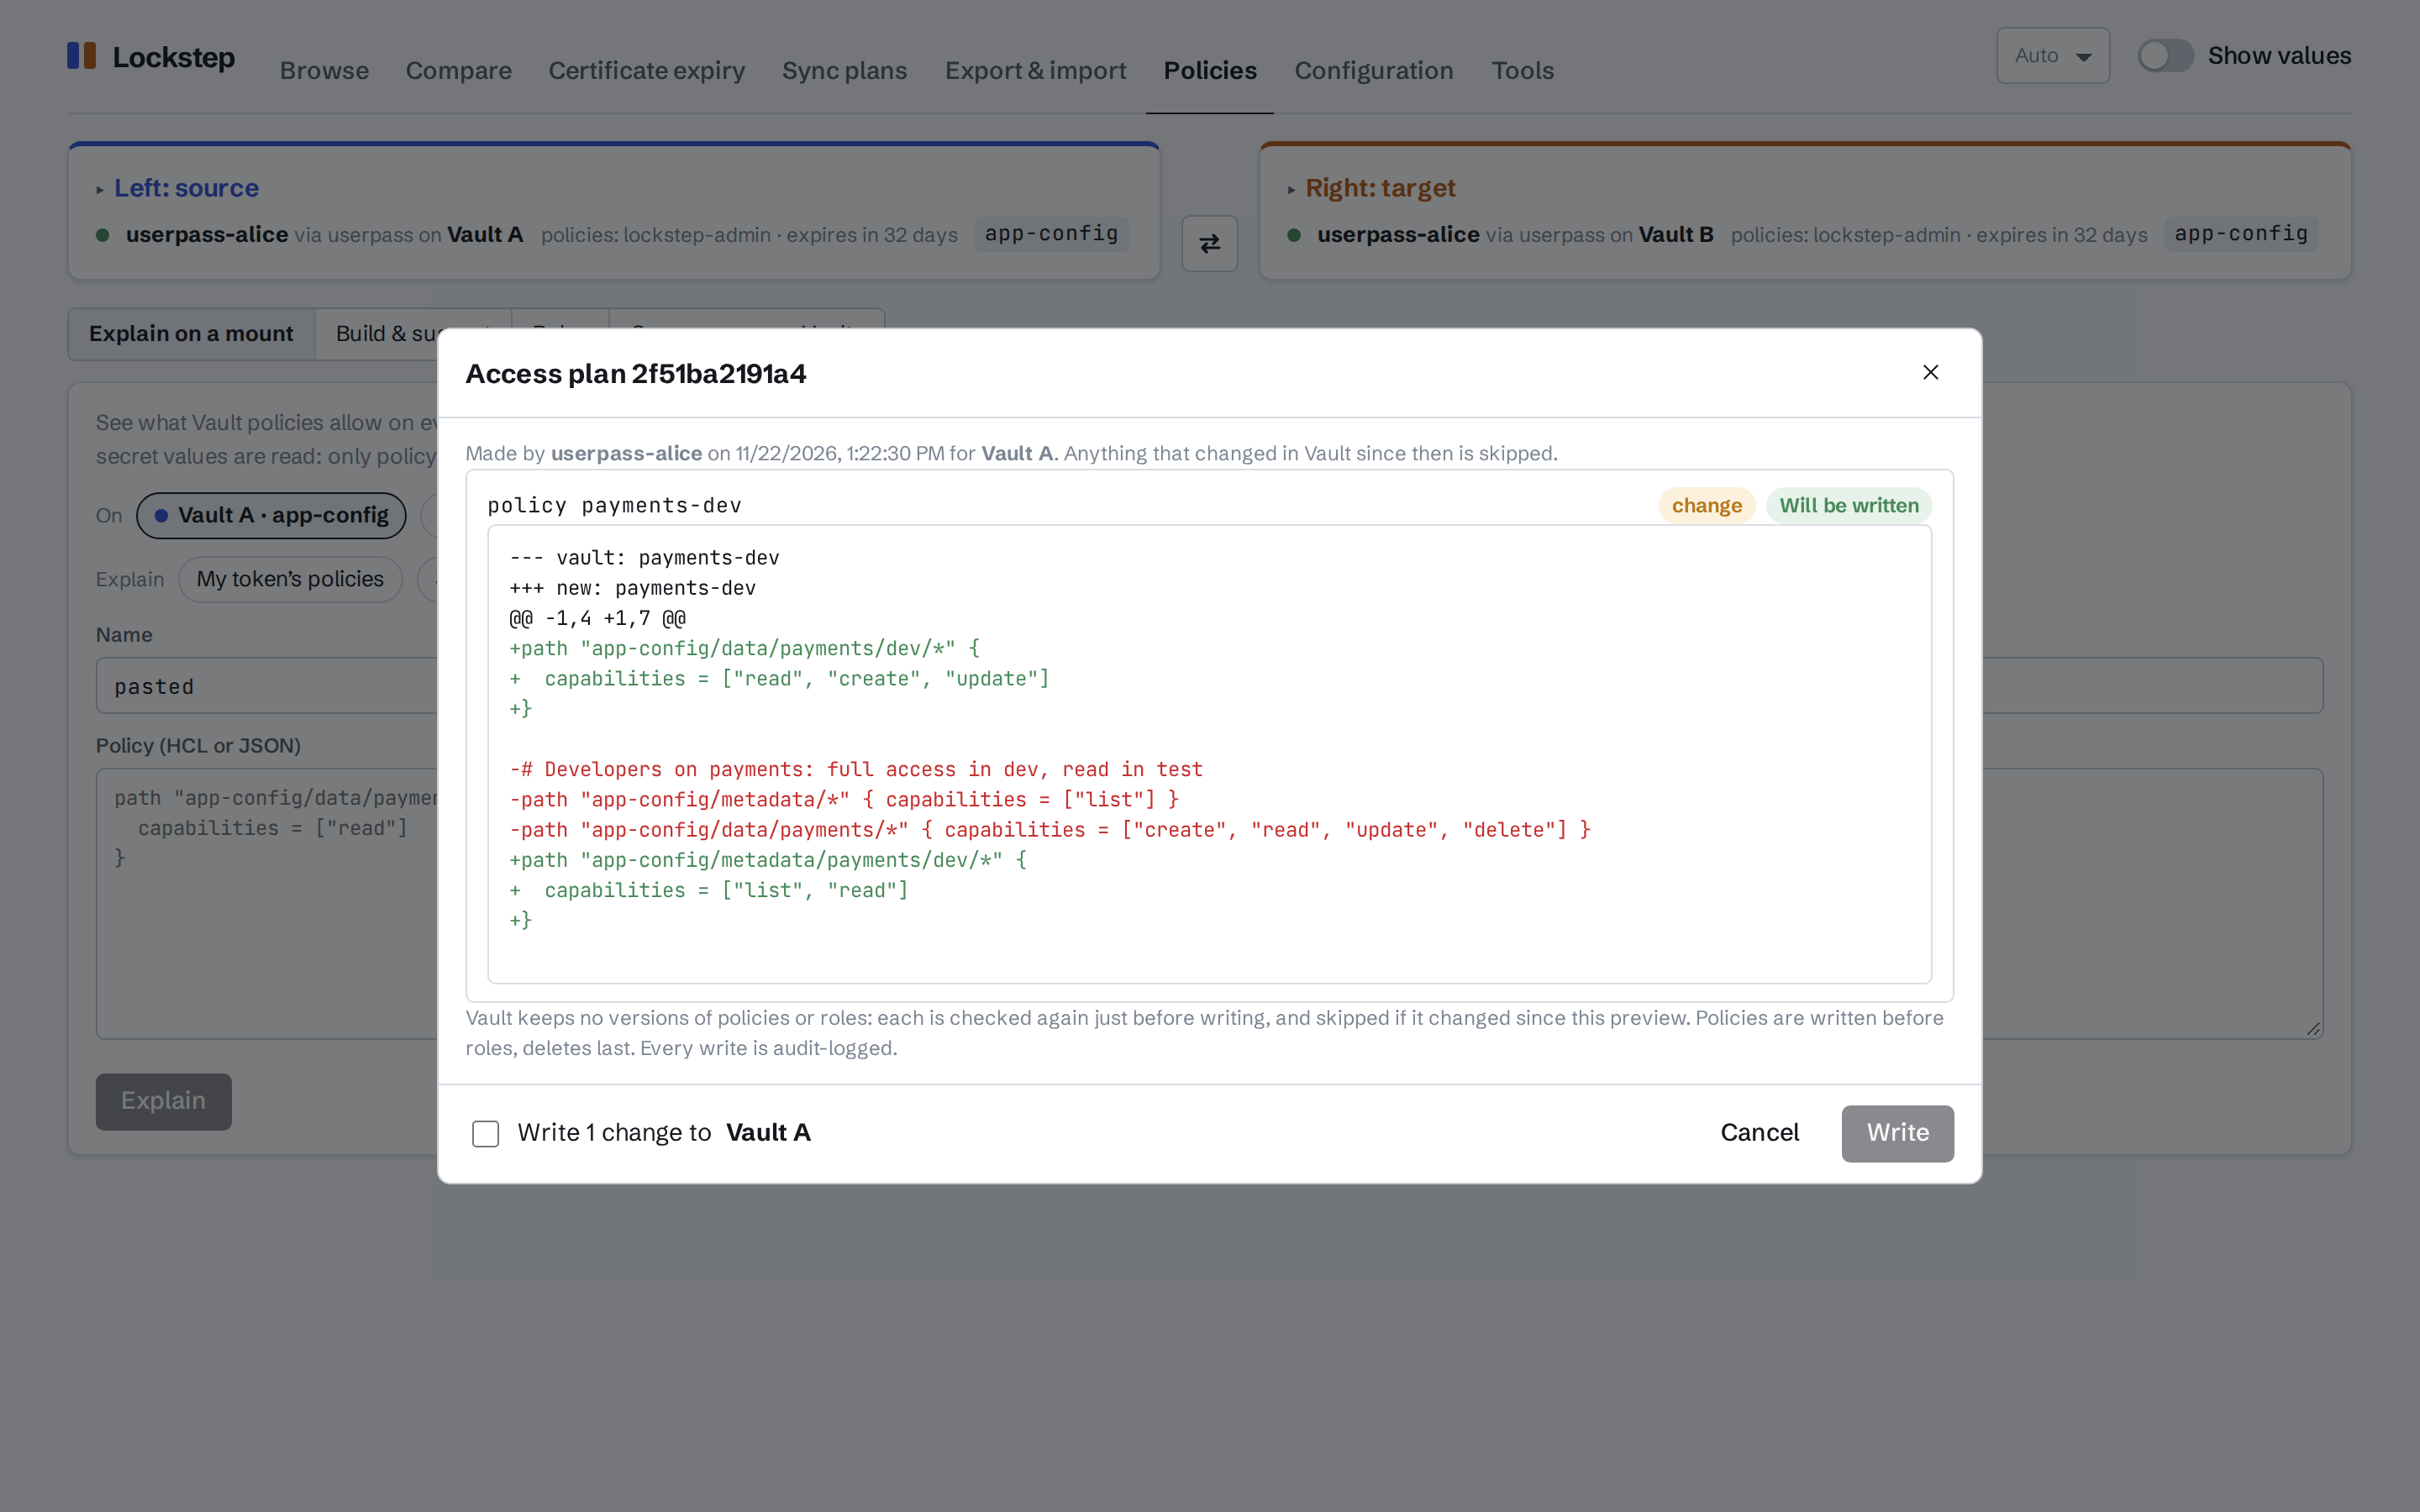 Lockstep
Browse
Compare
Certificate expiry
Sync plans
Export & import
Policies
Configuration
Tools
Auto
Show values
Left: source
userpass-alice via userpass on Vault A policies: lockstep-admin · expires in 32 days app-config
Right: target
userpass-alice via userpass on Vault B policies: lockstep-admin · expires in 32 days app-config
Explain on a mount
Build &
See what Vault policies allow on
secret values are read: only policy
On Vault A · app-config
Explain My token’s policies
Name
pasted
Policy (HCL or JSON)
path "app-config/data/
capabilities = ["read"]
}
Explain
Access plan 2f51ba2191a4
Made by userpass-alice on 11/22/2026, 1:22:30 PM for Vault A. Anything that changed in Vault since then is skipped.
policy payments-dev
change
Will be written
--- vault: payments-dev
+++ new: payments-dev
@@ -1,4 +1,7 @@
+path "app-config/data/payments/dev/*" {
+  capabilities = ["read", "create", "update"]
+}
-# Developers on payments: full access in dev, read in test
-path "app-config/metadata/*" { capabilities = ["list"] }
-path "app-config/data/payments/*" { capabilities = ["create", "read", "update", "delete"] }
+path "app-config/metadata/payments/dev/*" {
+  capabilities = ["list", "read"]
+}
Vault keeps no versions of policies or roles: each is checked again just before writing, and skipped if it changed since this preview. Policies are written before
roles, deletes last. Every write is audit-logged.
Write 1 change to Vault A
Cancel
Write